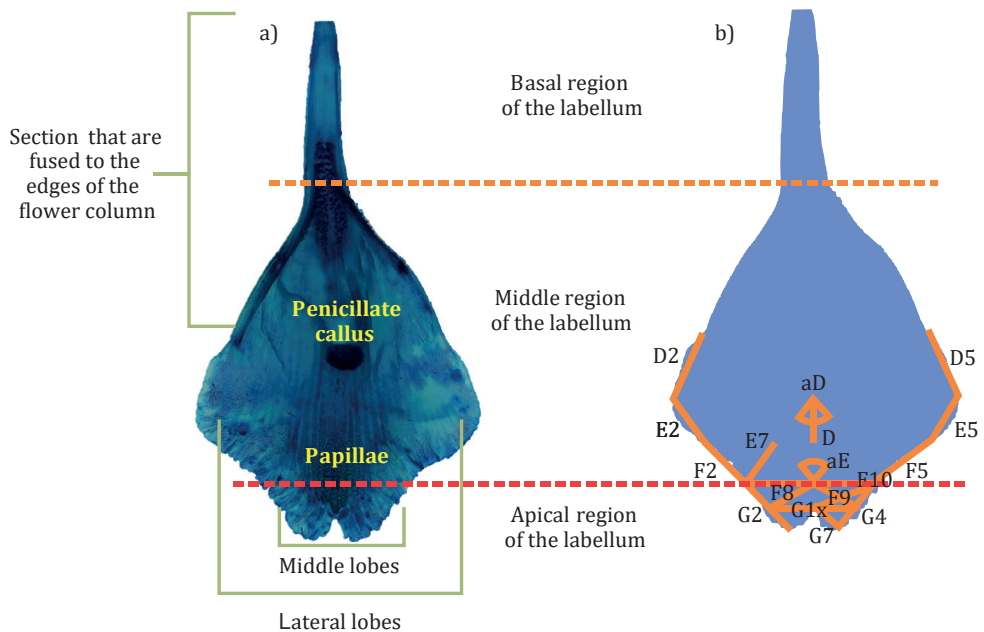 a)
b)
Basal region
of the labellum
Section that are
fused to the
edges of the
flower column
Penicillate
callus
Middle region
of the labellum
D2
D5
aD
E2
E7
D
E5
Papillae
aE
F2
F5
F10
F8
F9
G2
G1x
G4
G7
Apical region
of the labellum
Middle lobes
Lateral lobes